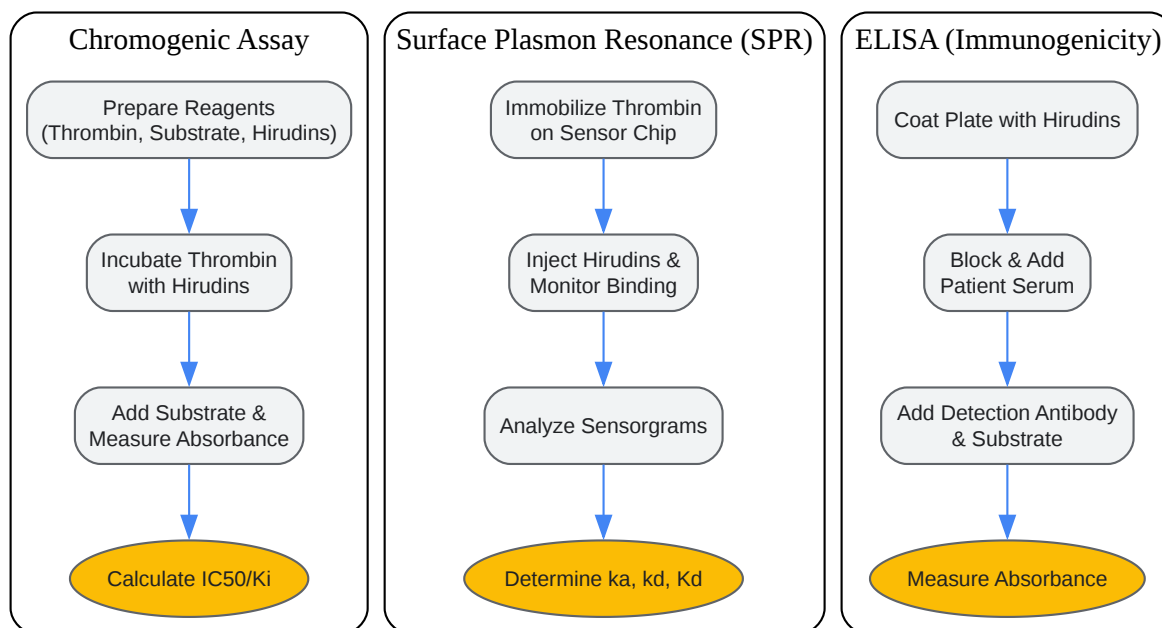 Chromogenic Assay
Prepare Reagents
(Thrombin, Substrate, Hirudins)
Incubate Thrombin
with Hirudins
Add Substrate &
Measure Absorbance
Calculate IC50/Ki
Surface Plasmon Resonance (SPR)
Immobilize Thrombin
on Sensor Chip
Inject Hirudins &
Monitor Binding
Analyze Sensorgrams
Determine ka, kd, Kd
ELISA (Immunogenicity)
Coat Plate with Hirudins
Block & Add
Patient Serum
Add Detection Antibody
& Substrate
Measure Absorbance